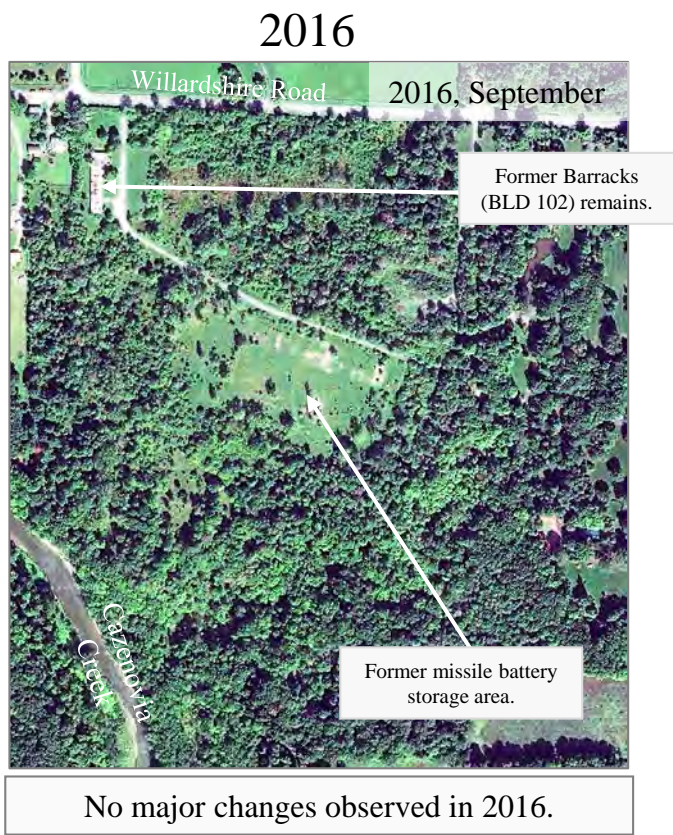 2016
Willardshire Road
2016, September
Former Barracks
(BLD 102) remains.
Cazenovia
Creek
Former missile battery
storage area.
No major changes observed in 2016.